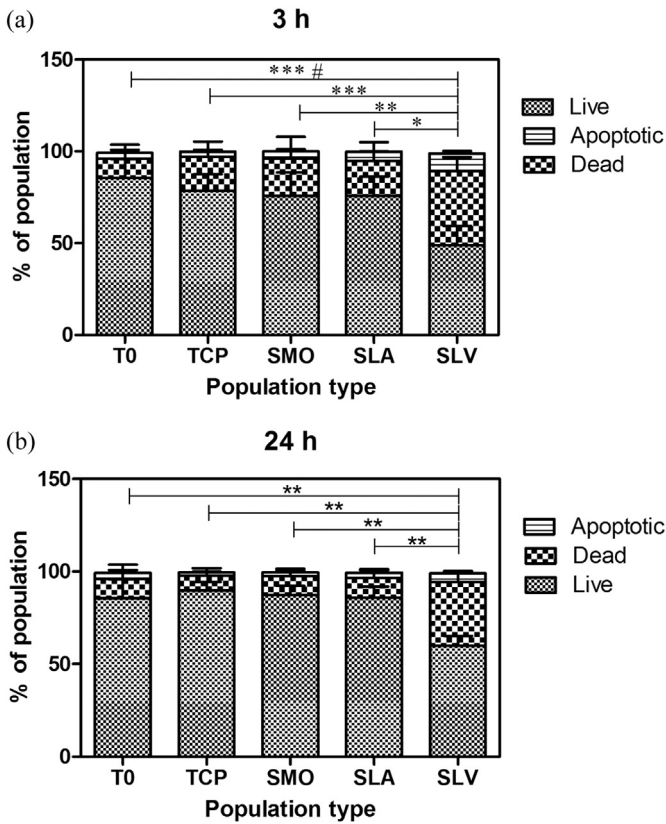 (a)
3 h
150
100
50
0
% of population
*** #
***
**
*
Live
Apoptotic
Dead
T0 TCP SMO SLA SLV
Population type
(b)
24 h
150
100
50
0
% of population
**
**
**
**
Apoptotic
Dead
Live
T0 TCP SMO SLA SLV
Population type